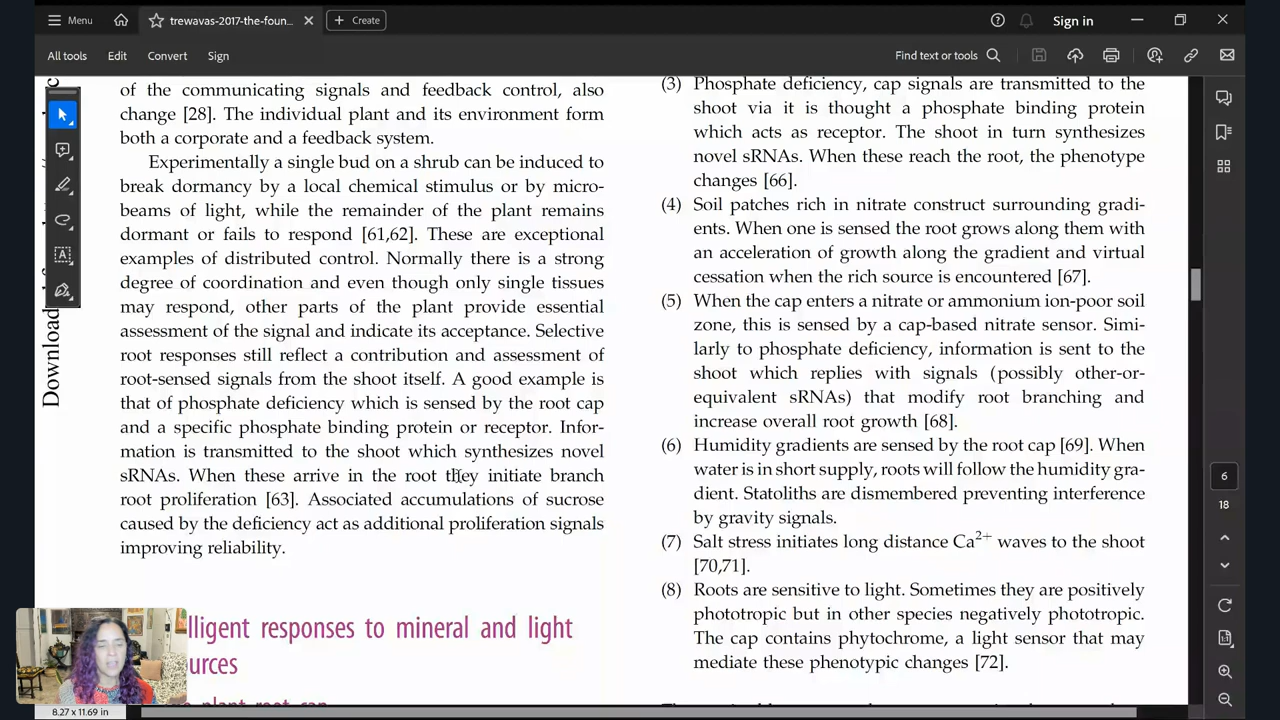 Menu
trewavas-2017-the-foun...
Create
Sign in
All tools
Edit
Convert
Sign
Find text or tools
Download
of the communicating signals and feedback control, also
change [28]. The individual plant and its environment form
both a corporate and a feedback system.
Experimentally a single bud on a shrub can be induced to
break dormancy by a local chemical stimulus or by micro-
beams of light, while the remainder of the plant remains
dormant or fails to respond [61,62]. These are exceptional
examples of distributed control. Normally there is a strong
degree of coordination and even though only single tissues
may respond, other parts of the plant provide essential
assessment of the signal and indicate its acceptance. Selective
root responses still reflect a contribution and assessment of
root-sensed signals from the shoot itself. A good example is
that of phosphate deficiency which is sensed by the root cap
and a specific phosphate binding protein or receptor. Infor-
mation is transmitted to the shoot which synthesizes novel
sRNAs. When these arrive in the root they initiate branch
root proliferation [63]. Associated accumulations of sucrose
caused by the deficiency act as additional proliferation signals
improving reliability.
lligent responses to mineral and light
urces
plant root cap
(3) Phosphate deficiency, cap signals are transmitted to the
shoot via it is thought a phosphate binding protein
which acts as receptor. The shoot in turn synthesizes
novel sRNAs. When these reach the root, the phenotype
changes [66].
(4) Soil patches rich in nitrate construct surrounding gradi-
ents. When one is sensed the root grows along them with
an acceleration of growth along the gradient and virtual
cessation when the rich source is encountered [67].
(5) When the cap enters a nitrate or ammonium ion-poor soil
zone, this is sensed by a cap-based nitrate sensor. Simi-
larly to phosphate deficiency, information is sent to the
shoot which replies with signals (possibly other-or-
equivalent sRNAs) that modify root branching and
increase overall root growth [68].
(6) Humidity gradients are sensed by the root cap [69]. When
water is in short supply, roots will follow the humidity gra-
dient. Statoliths are dismembered preventing interference
by gravity signals.
(7) Salt stress initiates long distance Ca2+ waves to the shoot
[70,71].
(8) Roots are sensitive to light. Sometimes they are positively
phototropic but in other species negatively phototropic.
The cap contains phytochrome, a light sensor that may
mediate these phenotypic changes [72].
6
18
8.27 x 11.69 in